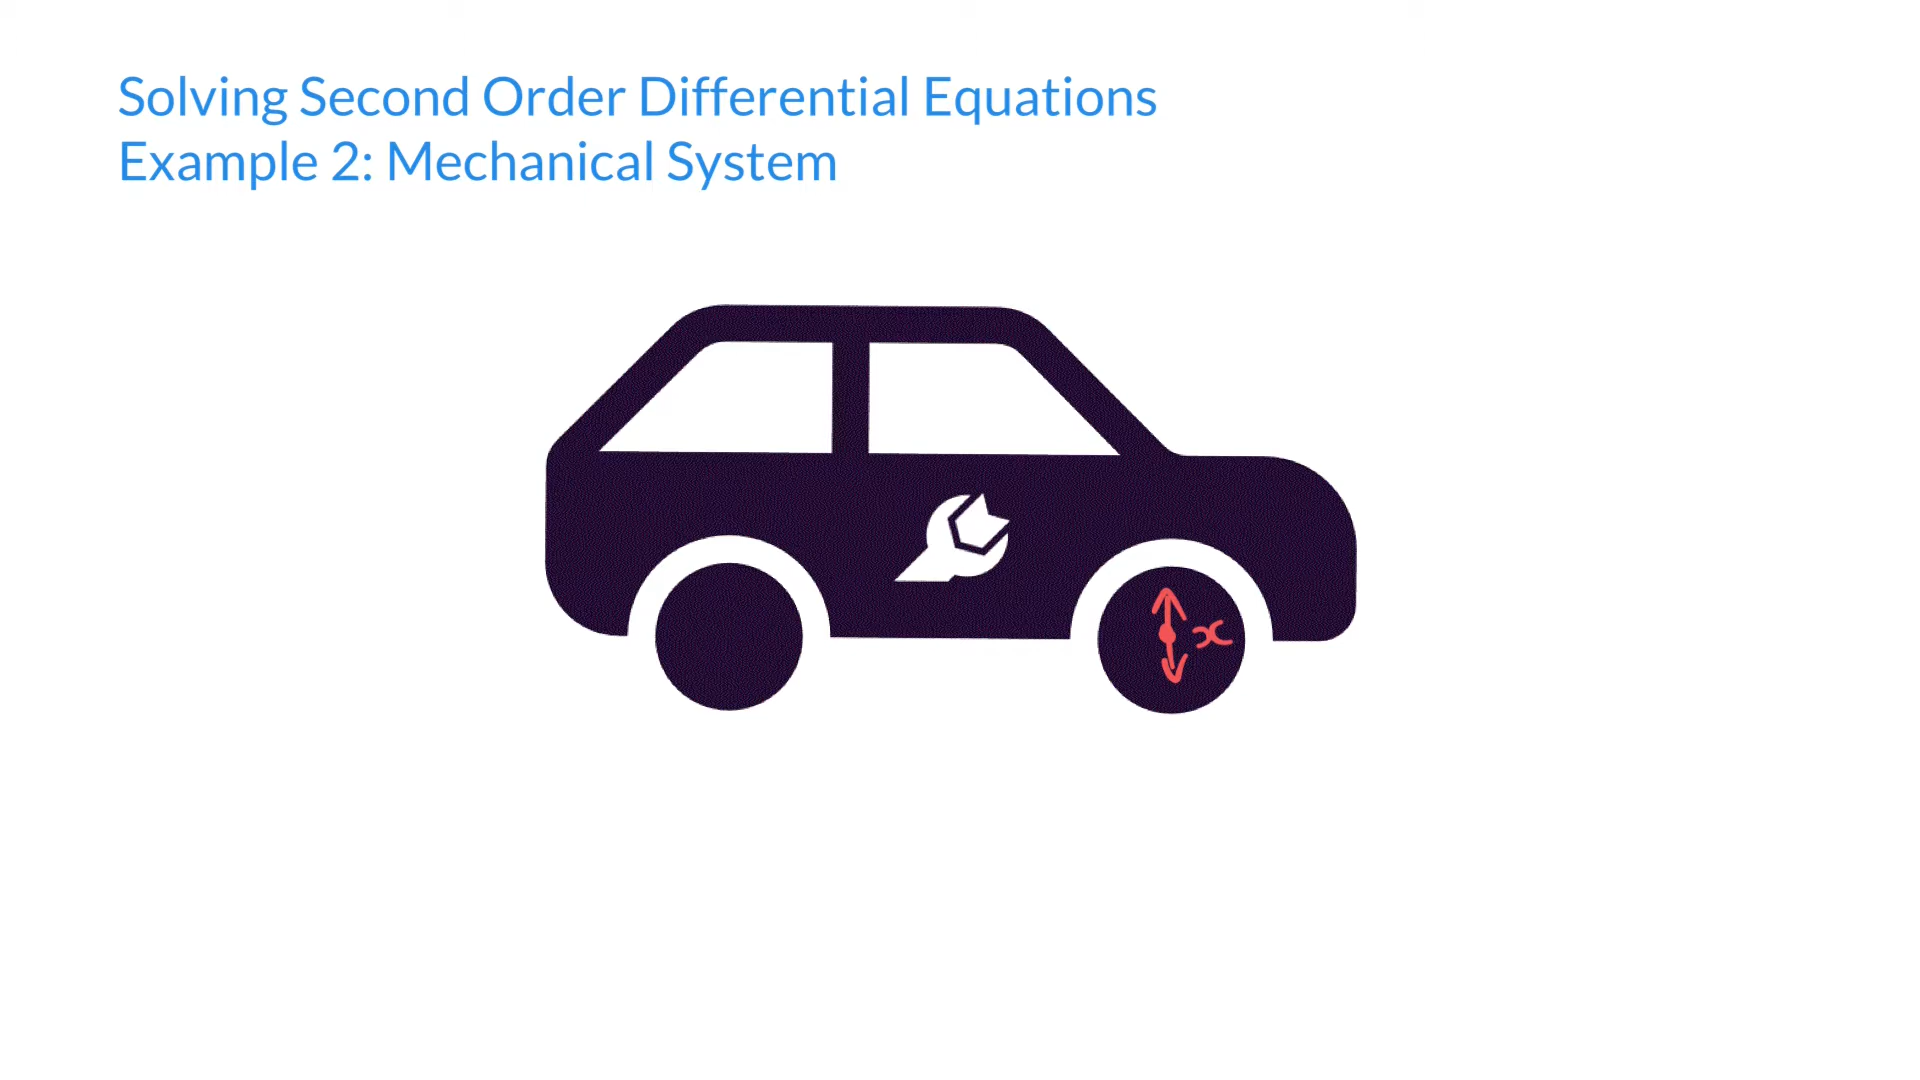 Solving Second Order Differential Equations
Example 2: Mechanical System
x